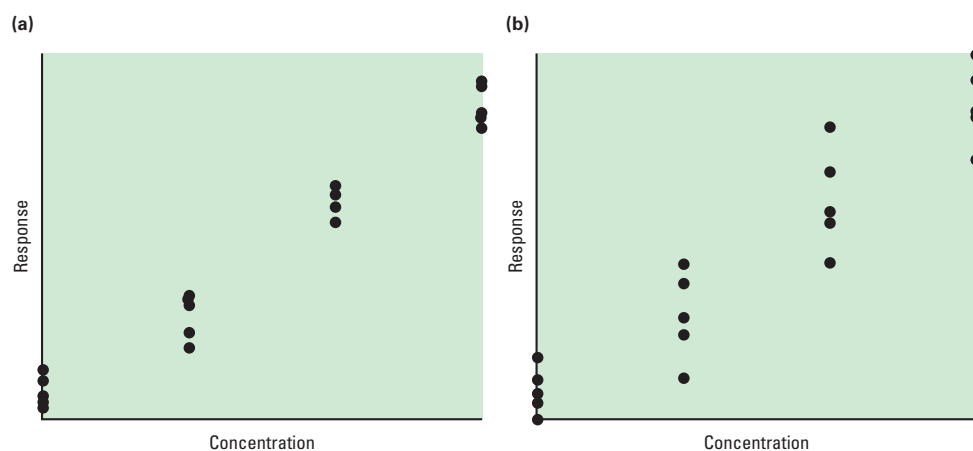 (a)
Response
Concentration
(b)
Response
Concentration